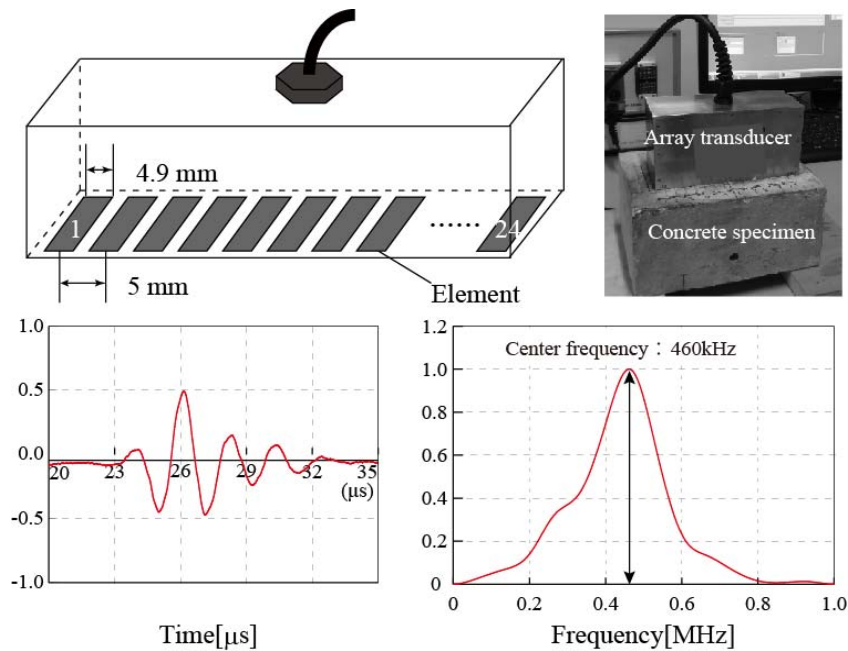 4.9 mm
1
......
24
5 mm
Element
Array transducer
Concrete specimen
1.0
0.5
0.0
-0.5
-1.0
20 23 26 29 32 35
(μs)
Time[μs]
1.2
1.0
0.8
0.6
0.4
0.2
0
Center frequency：460kHz
0 0.2 0.4 0.6 0.8 1.0
Frequency[MHz]